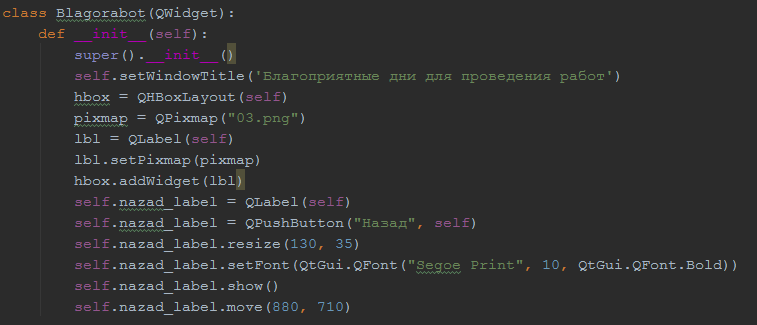 class Blagorabot(QWidget):
    def __init__(self):
        super().__init__()
        self.setWindowTitle('Благоприятные дни для проведения работ')
        hbox = QHBoxLayout(self)
        pixmap = QPixmap("03.png")
        lbl = QLabel(self)
        lbl.setPixmap(pixmap)
        hbox.addWidget(lbl)
        self.nazad_label = QLabel(self)
        self.nazad_label = QPushButton("Назад", self)
        self.nazad_label.resize(130, 35)
        self.nazad_label.setFont(QtGui.QFont("Segoe Print", 10, QtGui.QFont.Bold))
        self.nazad_label.show()
        self.nazad_label.move(880, 710)